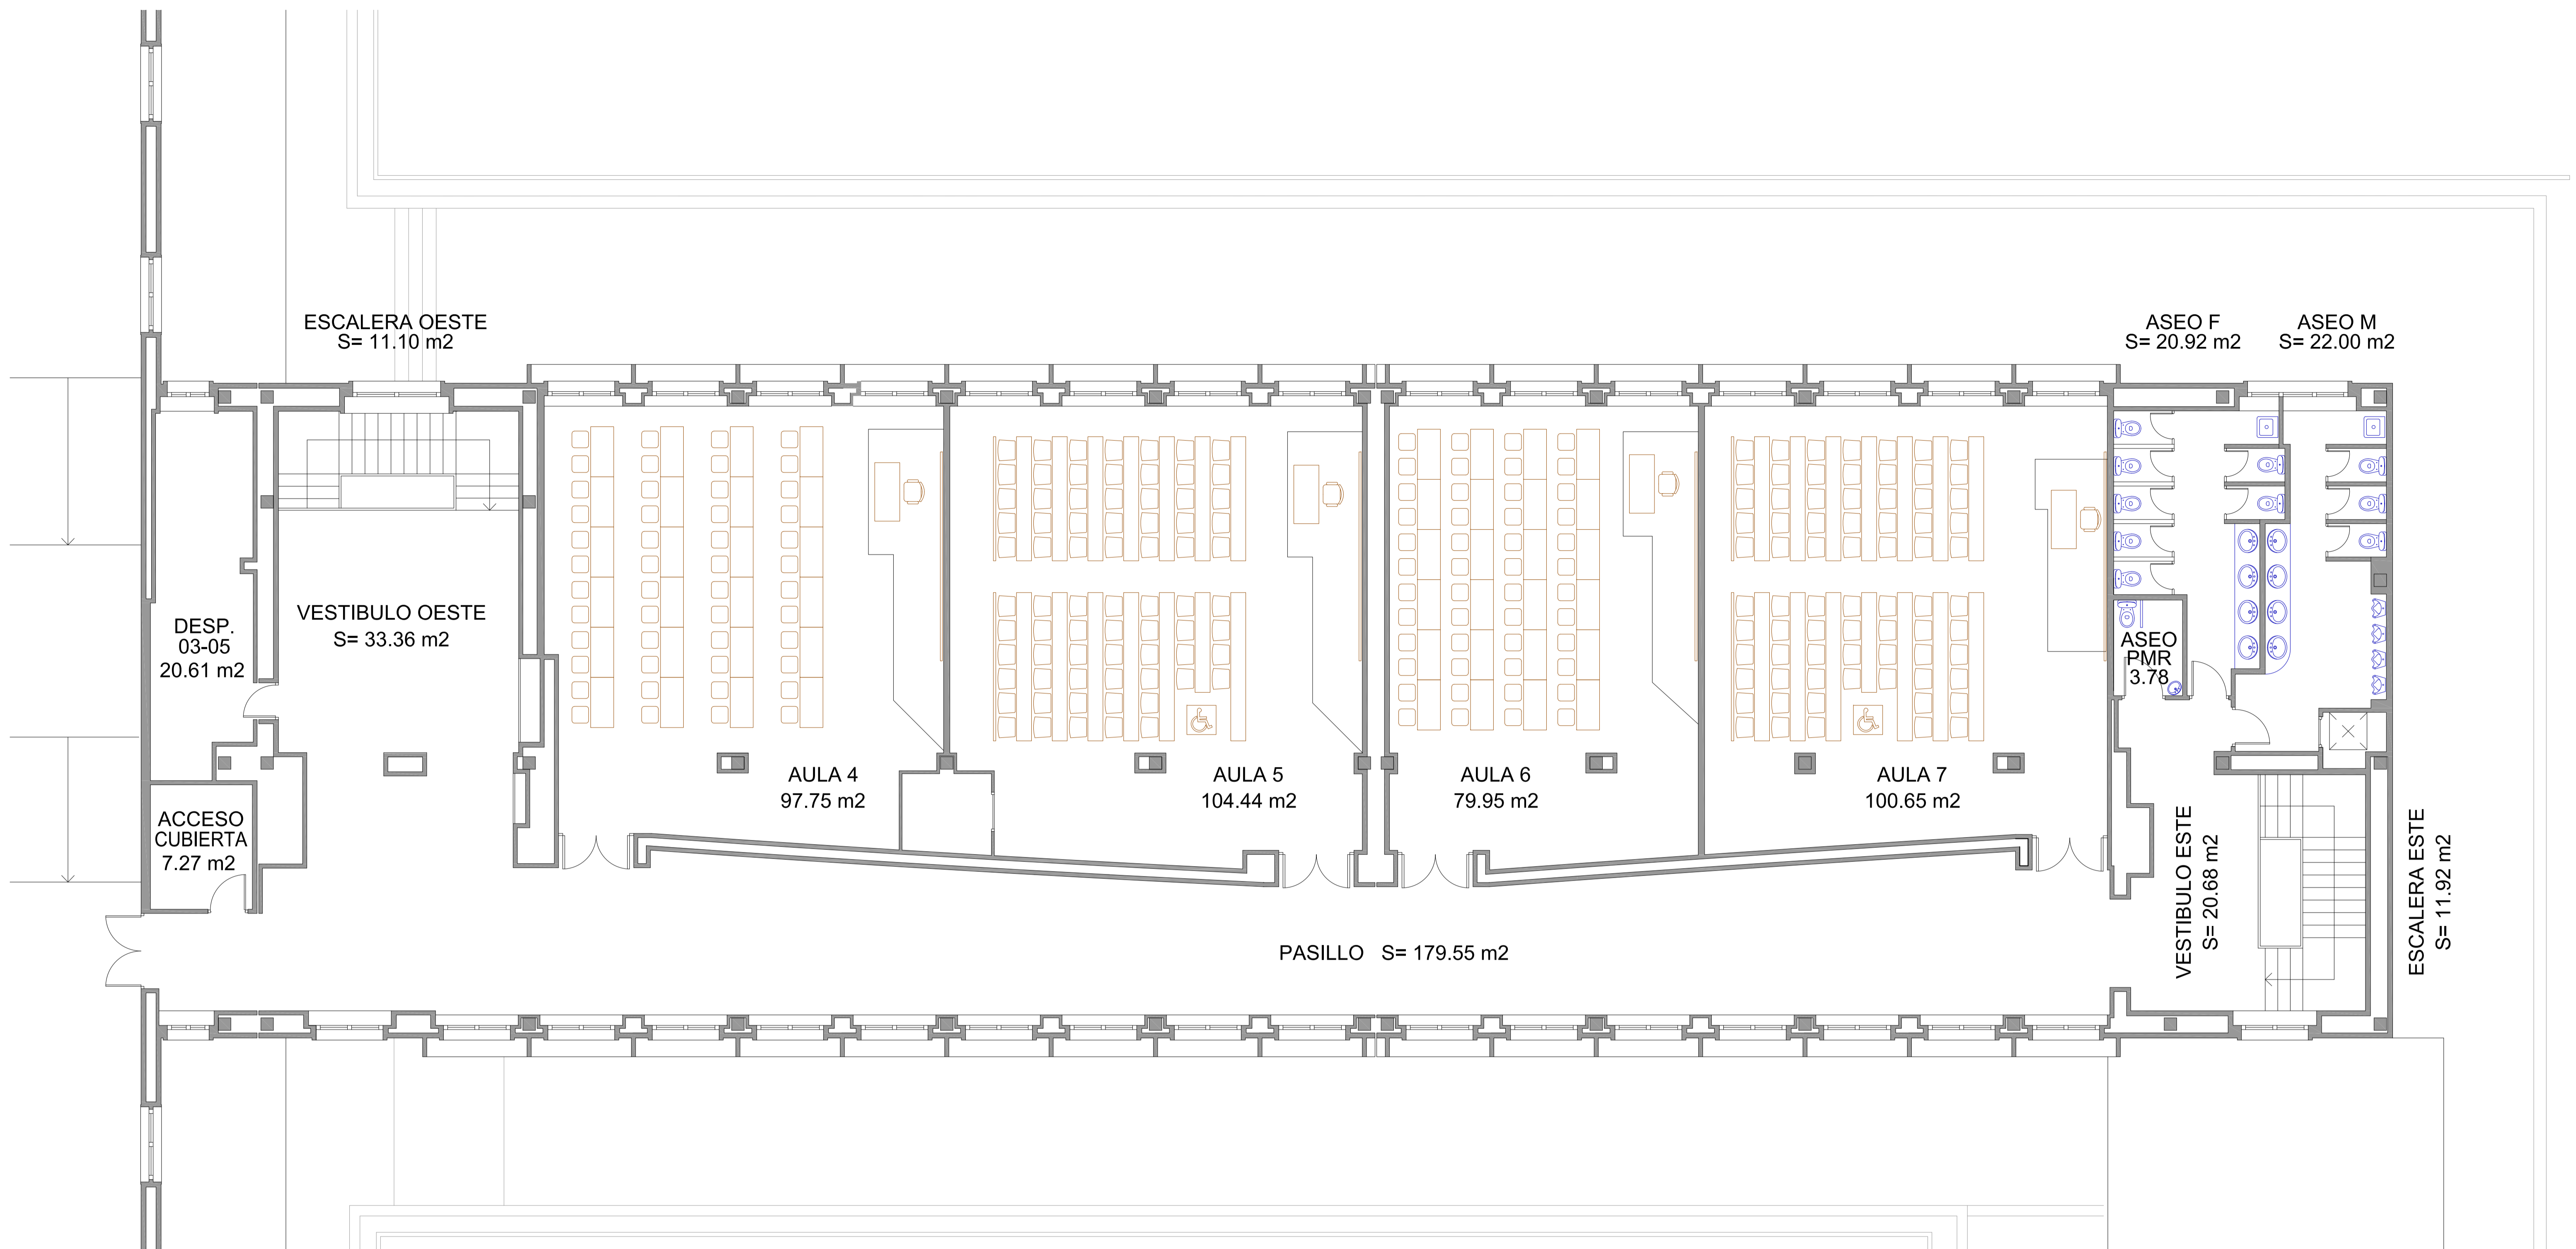 ESCALERA OESTE
S= 11.10 m2
ASEO F
S= 20.92 m2
ASEO M
S= 22.00 m2
DESP.
03-05
20.61 m2
VESTIBULO OESTE
S= 33.36 m2
ASEO
PMR
3.78
AULA 4
97.75 m2
AULA 5
104.44 m2
AULA 6
79.95 m2
AULA 7
100.65 m2
ACCESO
CUBIERTA
7.27 m2
VESTIBULO ESTE
S= 20.68 m2
ESCALERA ESTE
S= 11.92 m2
PASILLO S= 179.55 m2